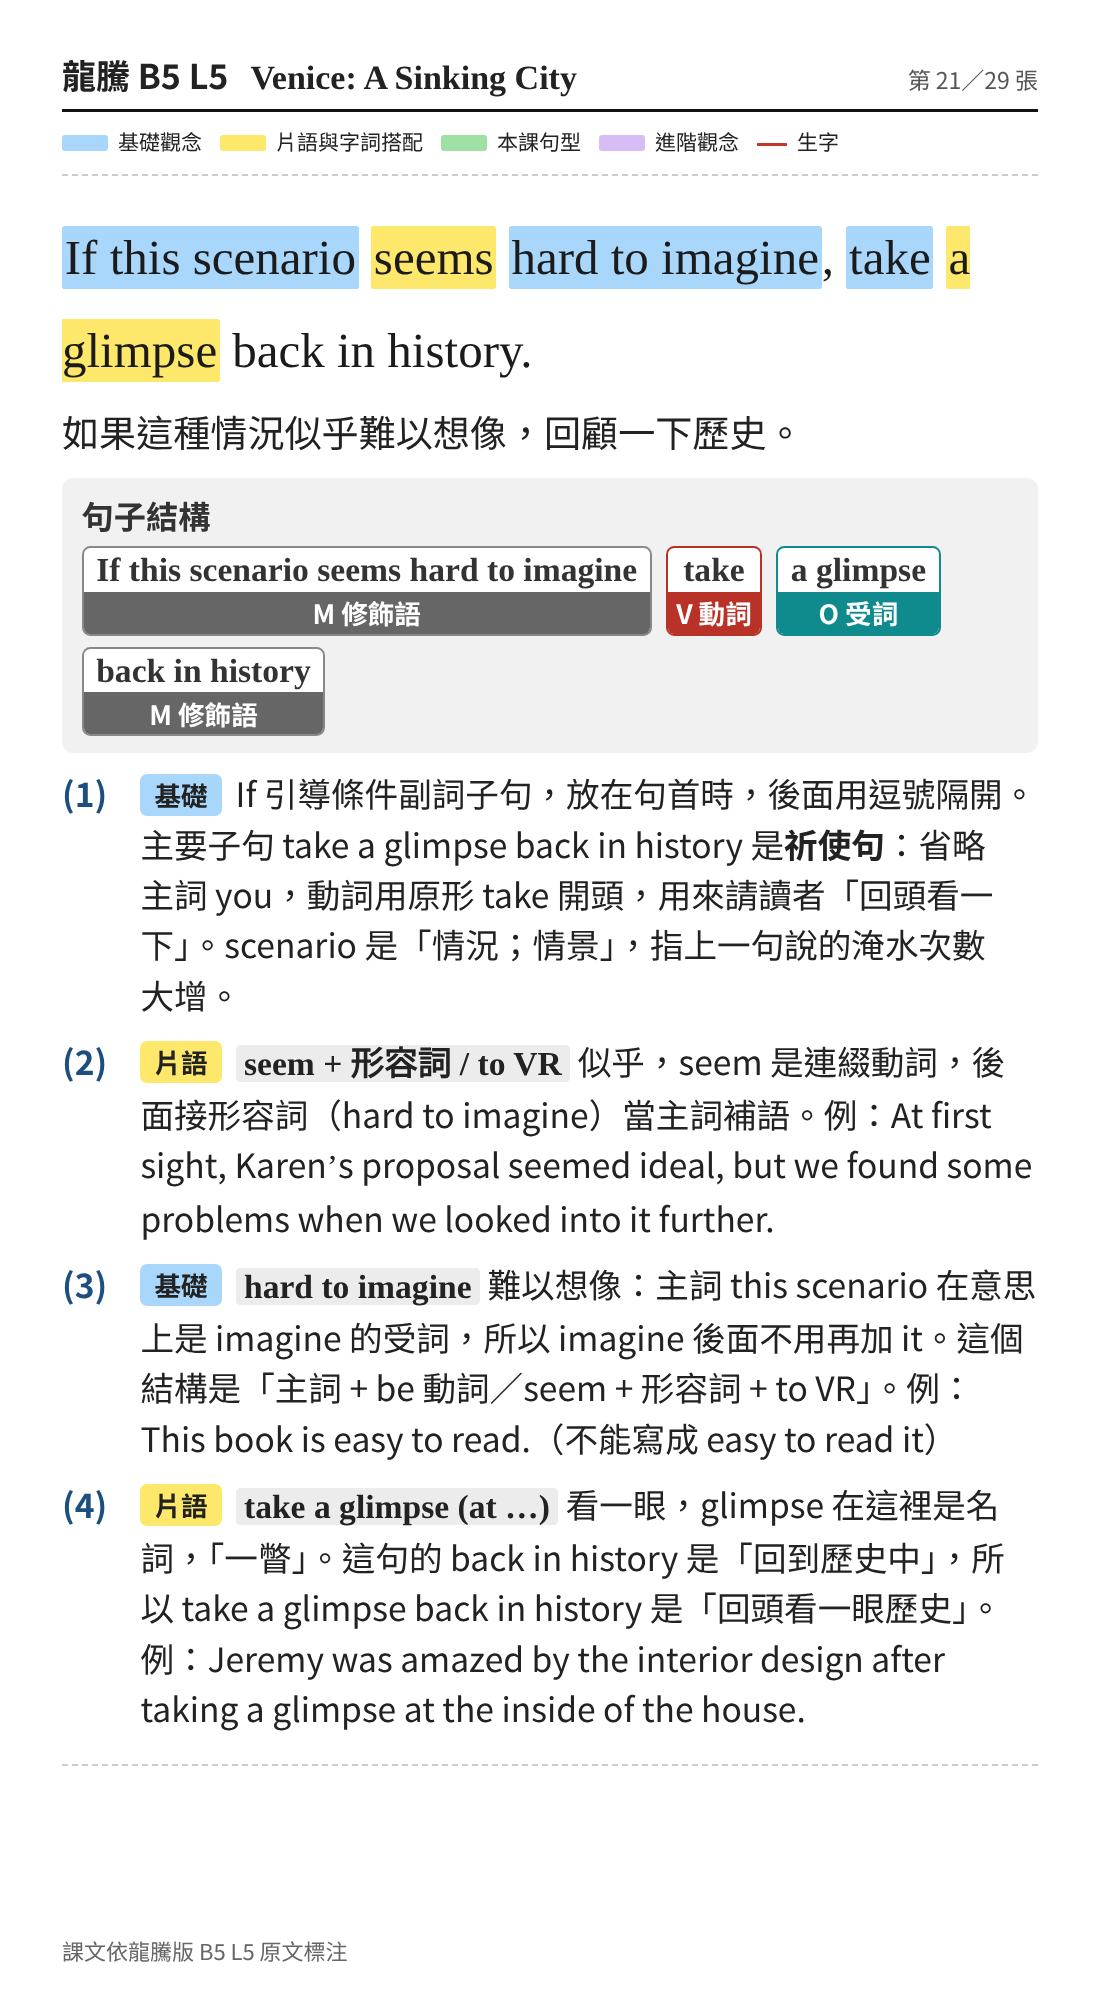 龍騰 B5 L5 Venice: A Sinking City 第 21／29 張
基礎觀念 片語與字詞搭配 本課句型 進階觀念 生字
If this scenario seems hard to imagine, take a
glimpse back in history.
如果這種情況似乎難以想像，回顧一下歷史。
句子結構
If this scenario seems hard to imagine take a glimpse
M 修飾語 V 動詞 O 受詞
back in history
M 修飾語
(1) 基礎 If 引導條件副詞子句，放在句首時，後面用逗號隔開。
主要子句 take a glimpse back in history 是祈使句：省略
主詞 you，動詞用原形 take 開頭，用來請讀者「回頭看一
下」。scenario 是「情況；情景」，指上一句說的淹水次數
大增。
(2) 片語 seem + 形容詞 / to VR 似乎，seem 是連綴動詞，後
面接形容詞（hard to imagine）當主詞補語。例：At first
sight, Karen’s proposal seemed ideal, but we found some
problems when we looked into it further.
(3) 基礎 hard to imagine 難以想像：主詞 this scenario 在意思
上是 imagine 的受詞，所以 imagine 後面不用再加 it。這個
結構是「主詞 + be 動詞／seem + 形容詞 + to VR」。例：
This book is easy to read.（不能寫成 easy to read it）
(4) 片語 take a glimpse (at …) 看一眼，glimpse 在這裡是名
詞，「一瞥」。這句的 back in history 是「回到歷史中」，所
以 take a glimpse back in history 是「回頭看一眼歷史」。
例：Jeremy was amazed by the interior design after
taking a glimpse at the inside of the house.
課文依龍騰版 B5 L5 原文標注